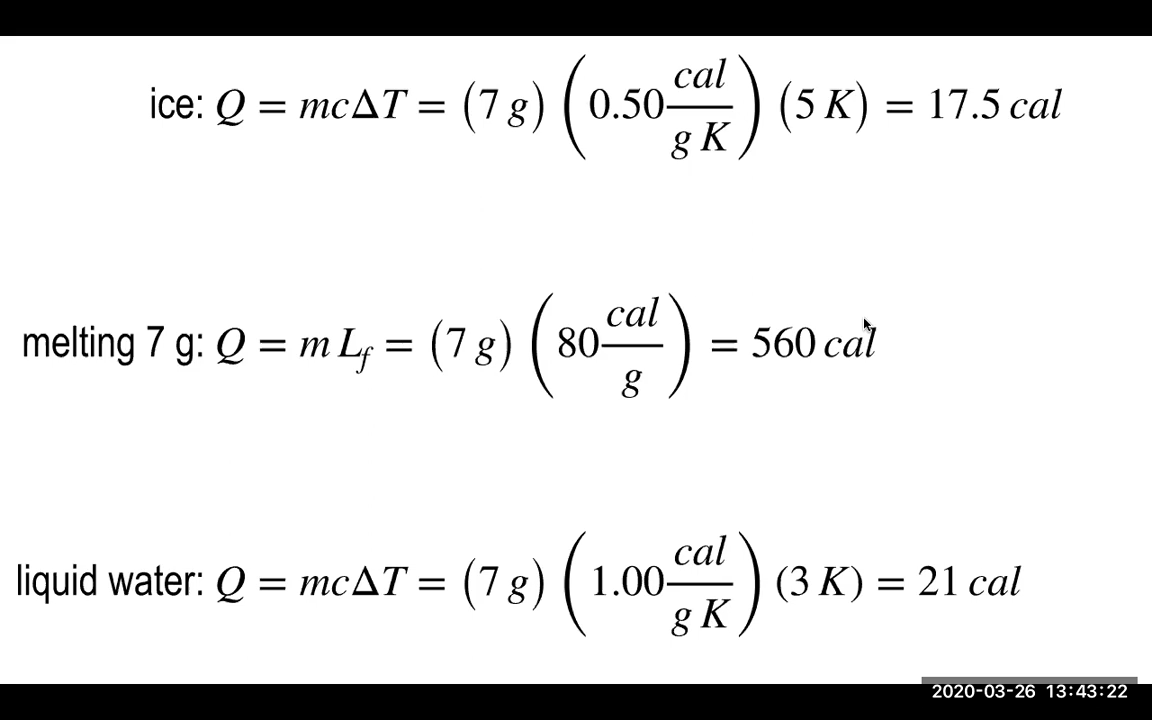 ice: Q = mcΔT = (7 g) (0.50 cal/g K) (5 K) = 17.5 cal
melting 7 g: Q = m L_f = (7 g) (80 cal/g) = 560 cal
liquid water: Q = mcΔT = (7 g) (1.00 cal/g K) (3 K) = 21 cal
2020-03-26 13:43:22